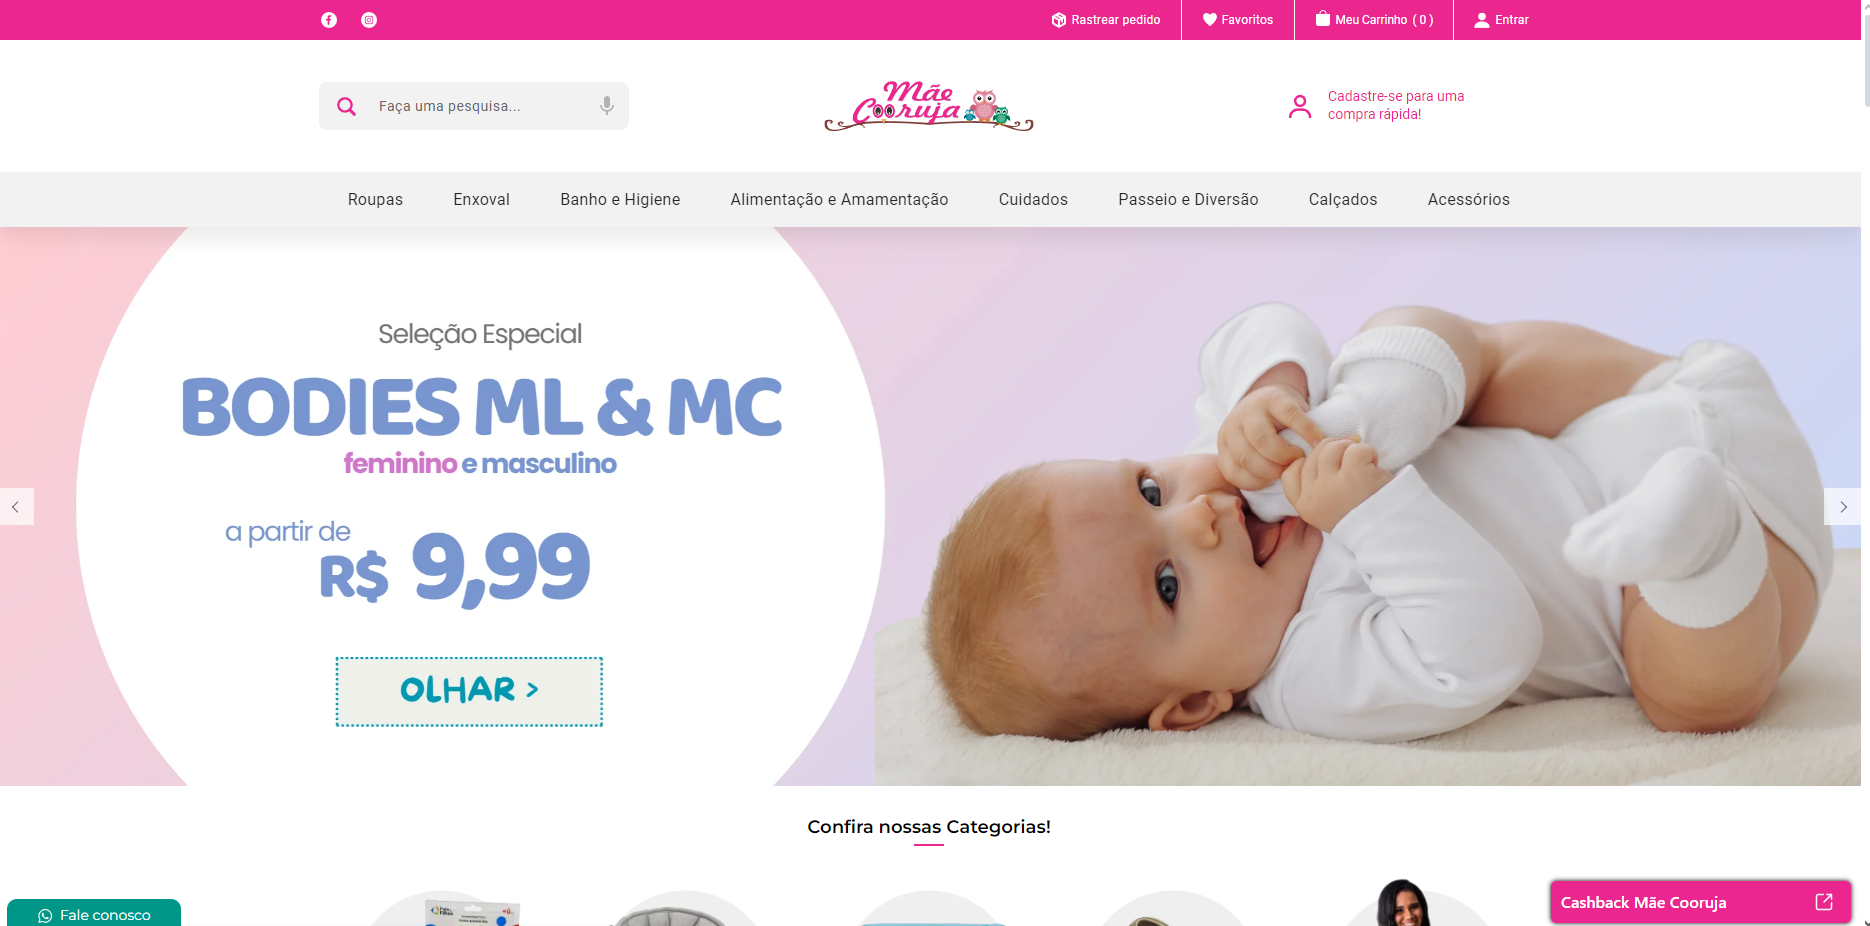 Rastrear pedido
Favoritos
Meu Carrinho ( 0 )
Entrar
Faça uma pesquisa...
Mãe
Cooruja
Cadastre-se para uma
compra rápida!
Roupas
Enxoval
Banho e Higiene
Alimentação e Amamentação
Cuidados
Passeio e Diversão
Calçados
Acessórios
Seleção Especial
BODIES ML & MC
feminino e masculino
a partir de
R$ 9,99
OLHAR >
Confira nossas Categorias!
Fale conosco
Cashback Mãe Cooruja